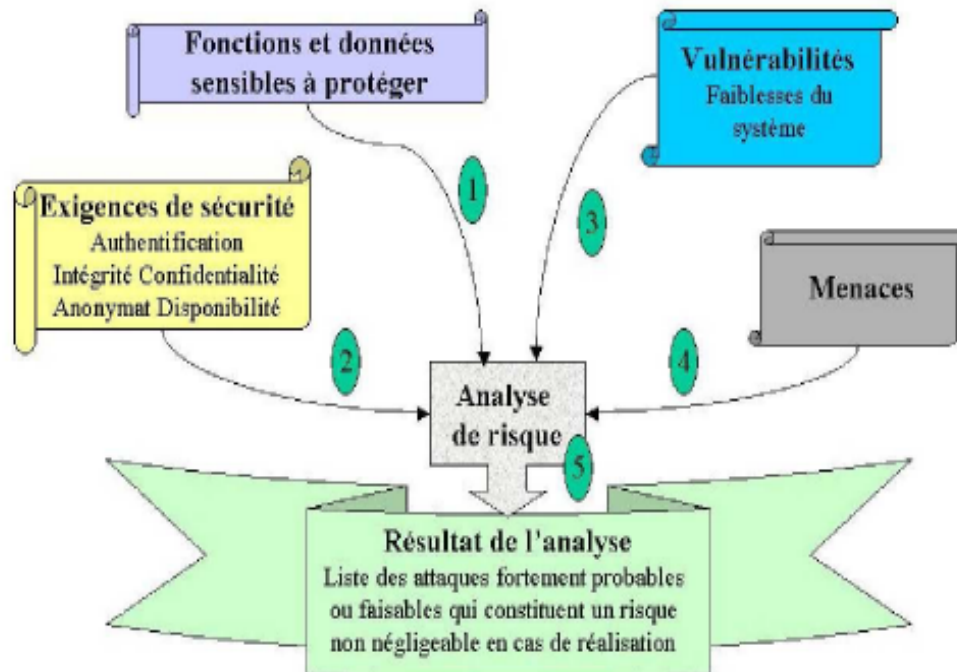 Fonctions et données
sensibles à protéger
Vulnérabilités
Faiblesses du
système
1
3
Exigences de sécurité
Authentification
Intégrité Confidentialité
Anonymat Disponibilité
Menaces
2
4
Analyse
de risque
5
Résultat de l'analyse
Liste des attaques fortement probables
ou faisables qui constituent un risque
non négligeable en cas de réalisation